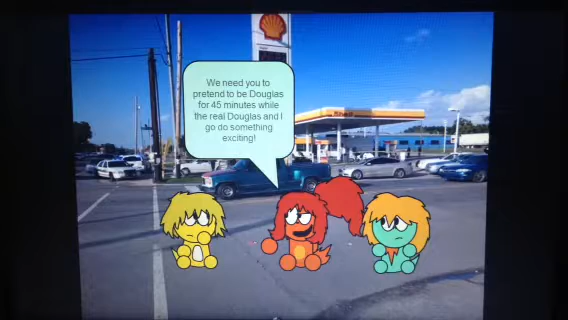 We need you to
pretend to be Douglas
for 45 minutes while
the real Douglas and I
go do something
exciting!